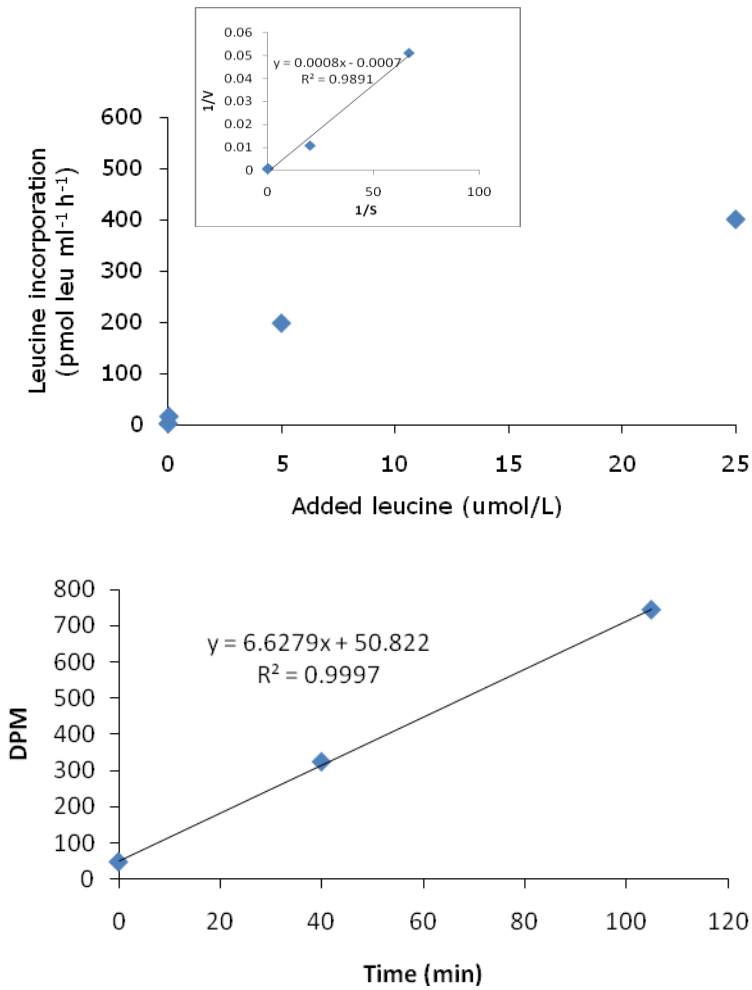 0.06
0.05
0.04
0.03
0.02
0.01
0
1/V
y = 0.0008x - 0.0007
R² = 0.9891
0 50 100
1/S
600
500
400
300
200
100
0
Leucine incorporation
(pmol leu ml⁻¹ h⁻¹)
0 5 10 15 20 25
Added leucine (umol/L)
800
700
600
500
400
300
200
100
0
DPM
y = 6.6279x + 50.822
R² = 0.9997
0 20 40 60 80 100 120
Time (min)